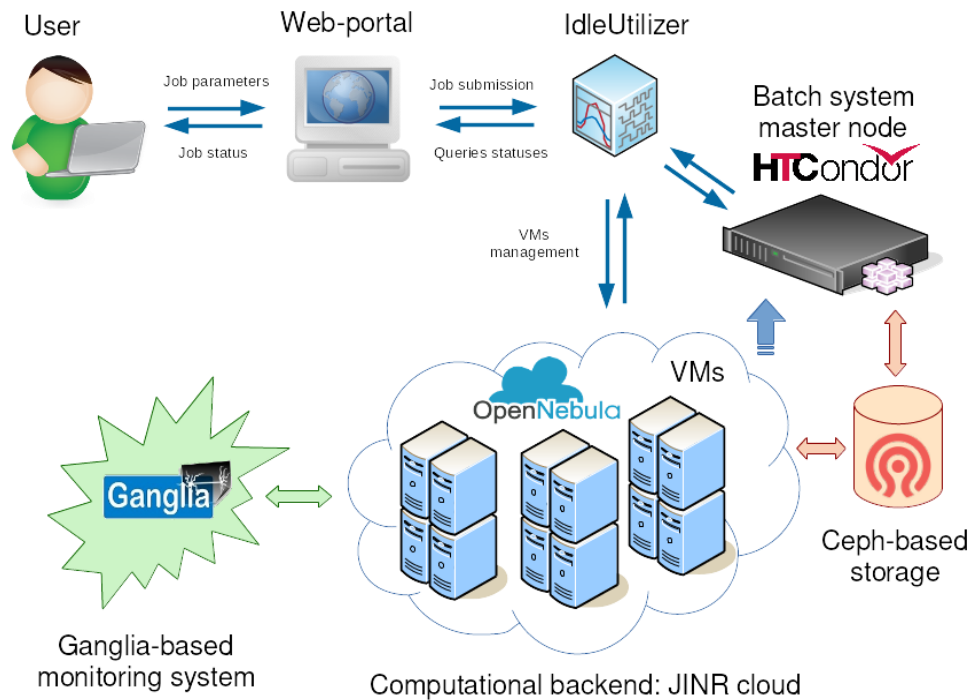 User
Web-portal
IdleUtilizer
Job parameters
Job status
Job submission
Queries statuses
Batch system
master node
HTCondor
VMs
management
VMs
OpenNebula
Ganglia
Ceph-based
storage
Ganglia-based
monitoring system
Computational backend: JINR cloud